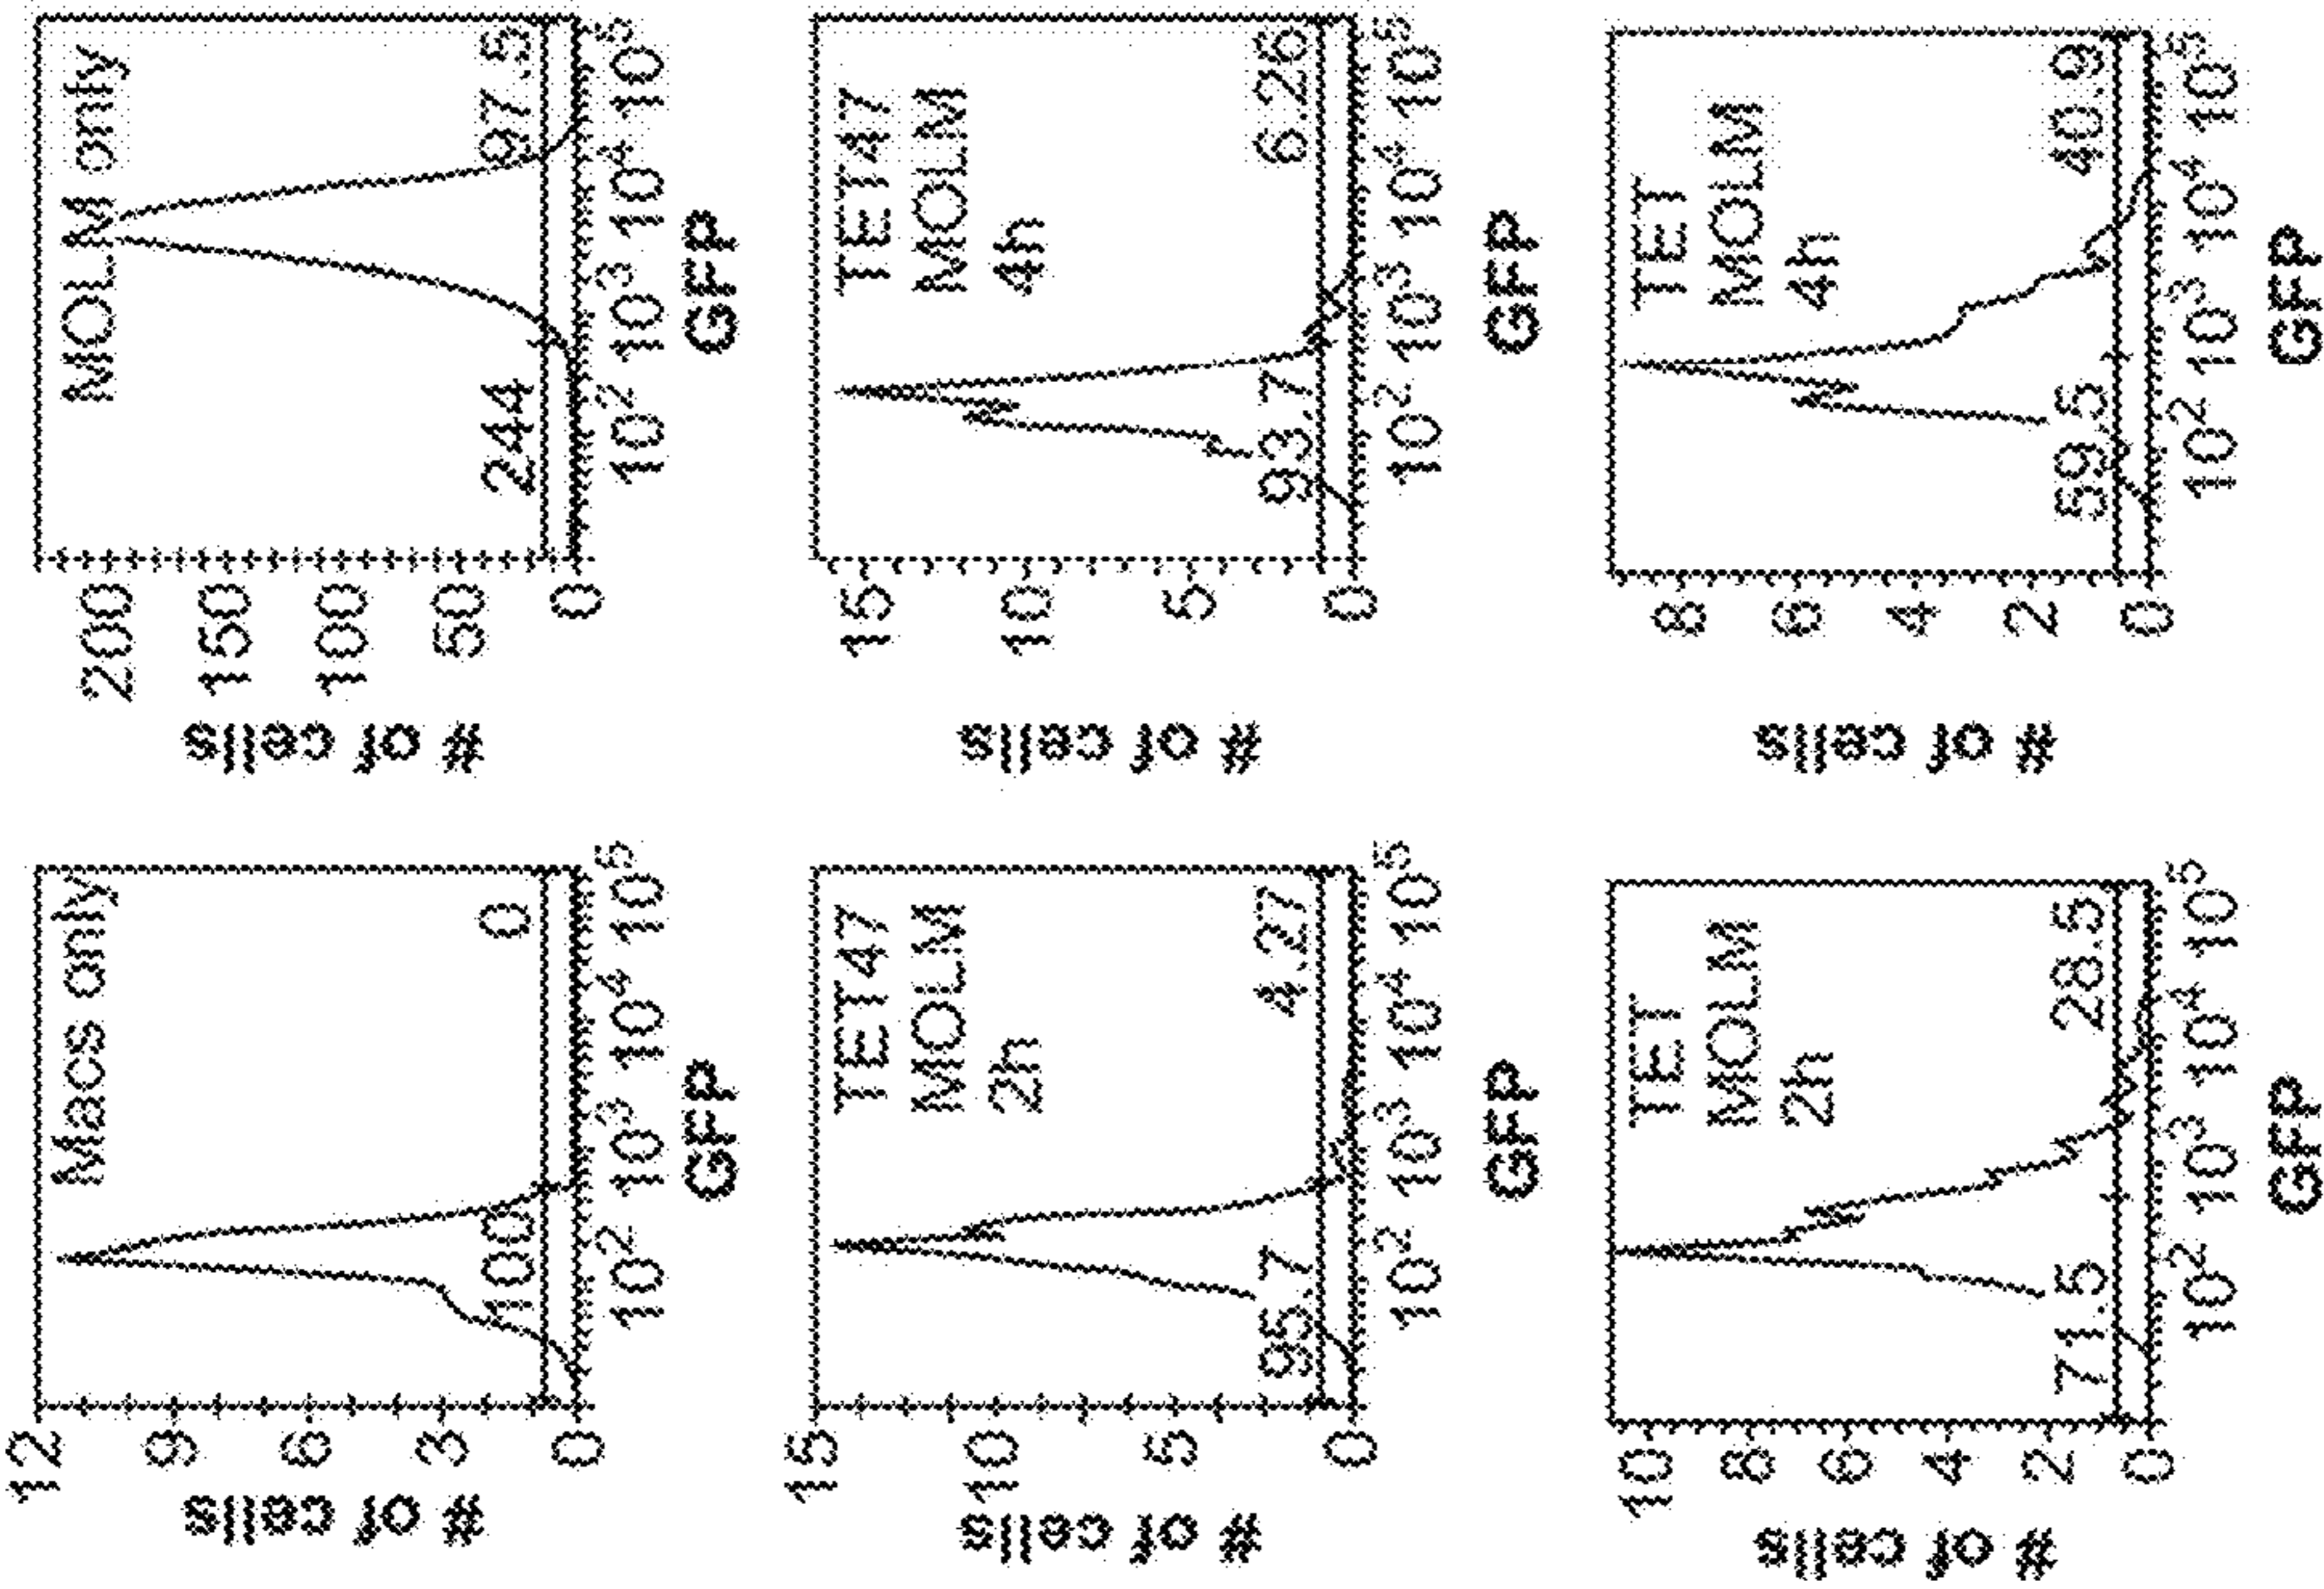 Macs only
# of cells
12
9
6
3
0
100
0
10² 10³ 10⁴ 10⁵
GFP
MOLM only
# of cells
200
150
100
50
0
244
97.5
10² 10³ 10⁴ 10⁵
GFP
TET47
MOLM
2h
# of cells
15
10
5
0
95.7
4.27
10² 10³ 10⁴ 10⁵
GFP
TET47
MOLM
4h
# of cells
15
10
5
0
93.7
6.26
10² 10³ 10⁴ 10⁵
GFP
TET
MOLM
2h
# of cells
10
8
6
4
2
0
71.5
28.5
10² 10³ 10⁴ 10⁵
GFP
TET
MOLM
4h
# of cells
8
6
4
2
0
59.5
40.9
10² 10³ 10⁴ 10⁵
GFP